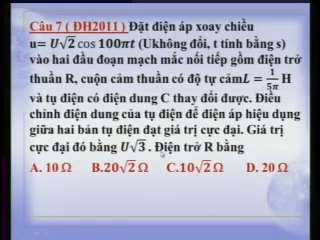 Câu 7 ( ĐH2011 ) Đặt điện áp xoay chiều
u= U√2 cos 100πt (Ukhông đổi, t tính bằng s)
vào hai đầu đoạn mạch mắc nối tiếp gồm điện trở
thuần R, cuộn cảm thuần có độ tự cảmL = 1/5π H
và tụ điện có điện dung C thay đổi được. Điều
chỉnh điện dung của tụ điện để điện áp hiệu dụng
giữa hai bản tụ điện đạt giá trị cực đại. Giá trị
cực đại đó bằng U√3 . Điện trở R bằng
A. 10 Ω B.20√2 Ω C.10√2 Ω D. 20 Ω